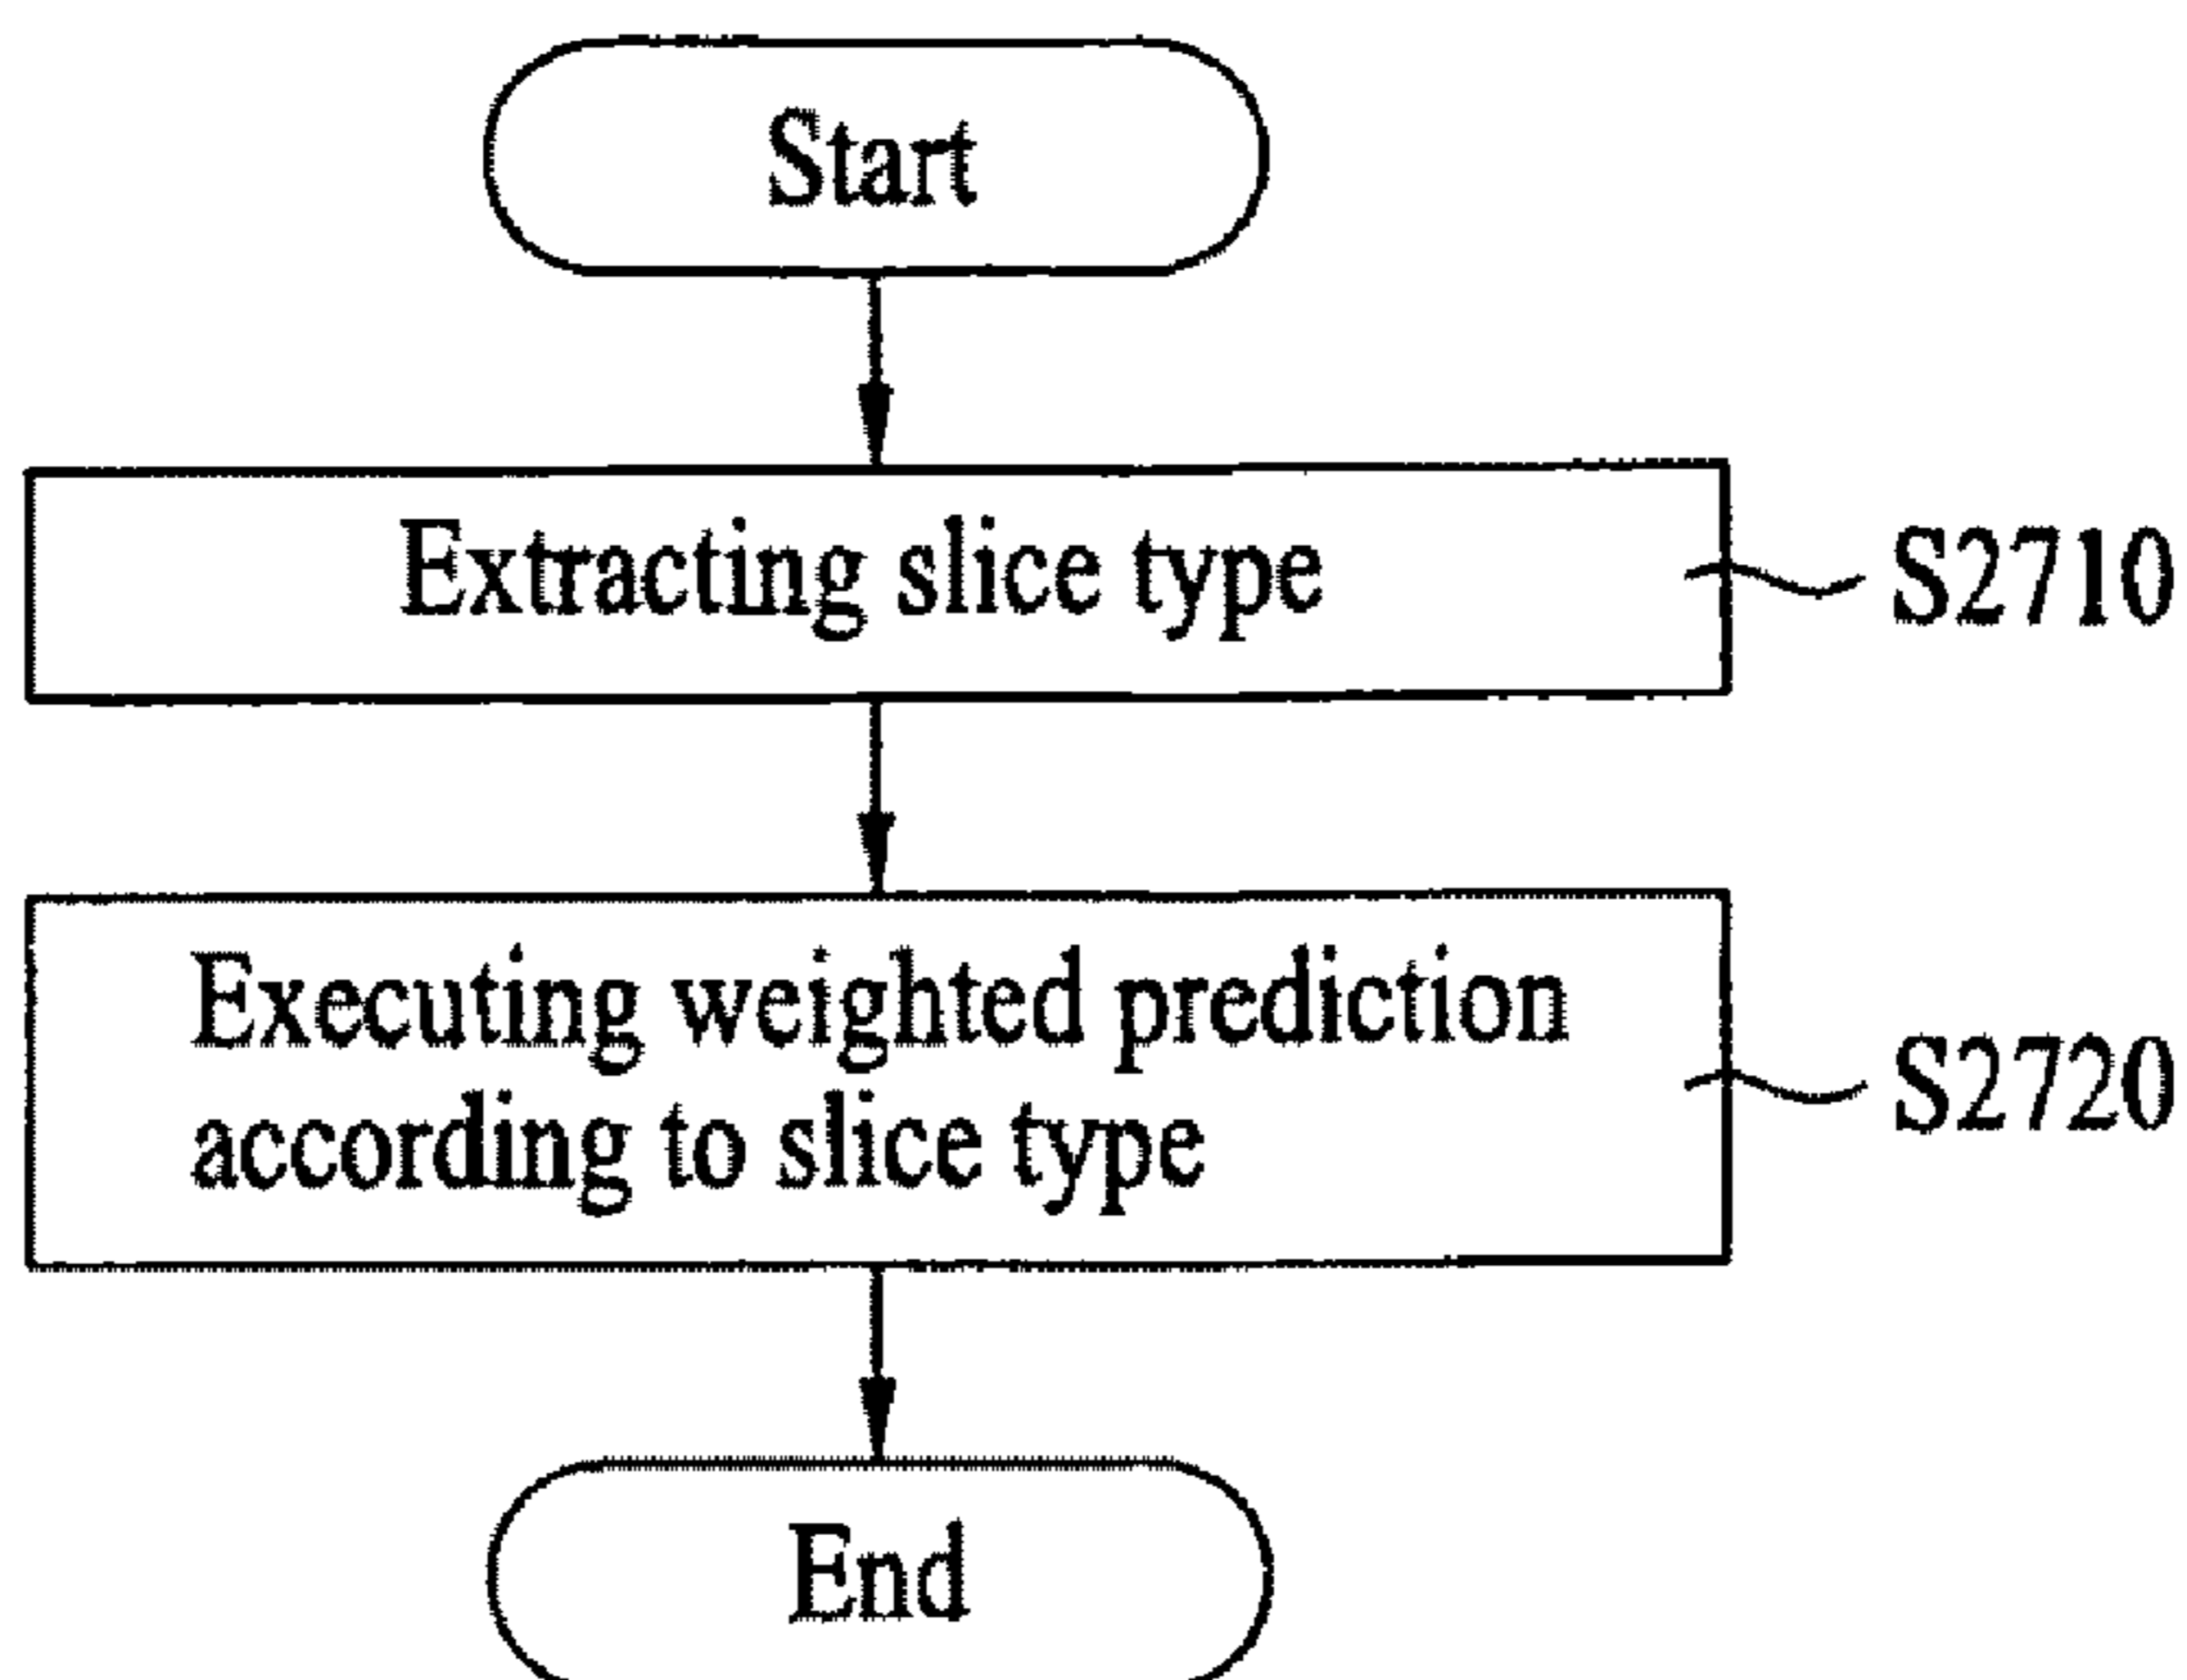 Start
Extracting slice type
S2710
Executing weighted prediction
according to slice type
S2720
End